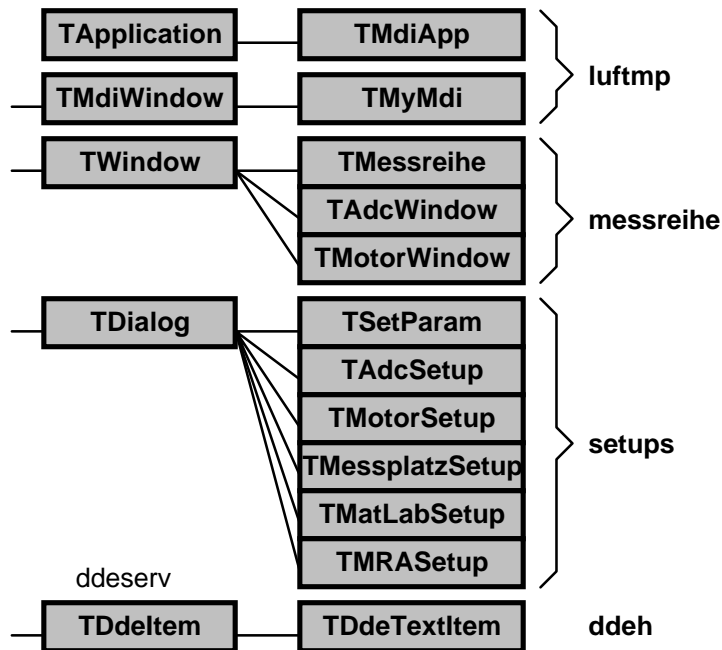 TApplication TMdiApp
luftmp
TMdiWindow TMyMdi
TWindow TMessreihe
TAdcWindow
messreihe
TMotorWindow
TDialog TSetParam
TAdcSetup
TMotorSetup
setups
TMessplatzSetup
TMatLabSetup
TMRASetup
ddeserv
TDdeItem TDdeTextItem ddeh